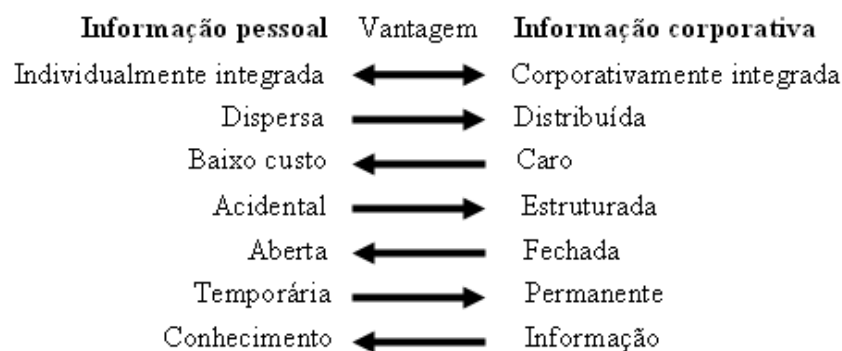 Informação pessoal Vantagem Informação corporativa
Individualmente integrada Corporativamente integrada
Dispersa Distribuída
Baixo custo Caro
Acidental Estruturada
Aberta Fechada
Temporária Permanente
Conhecimento Informação